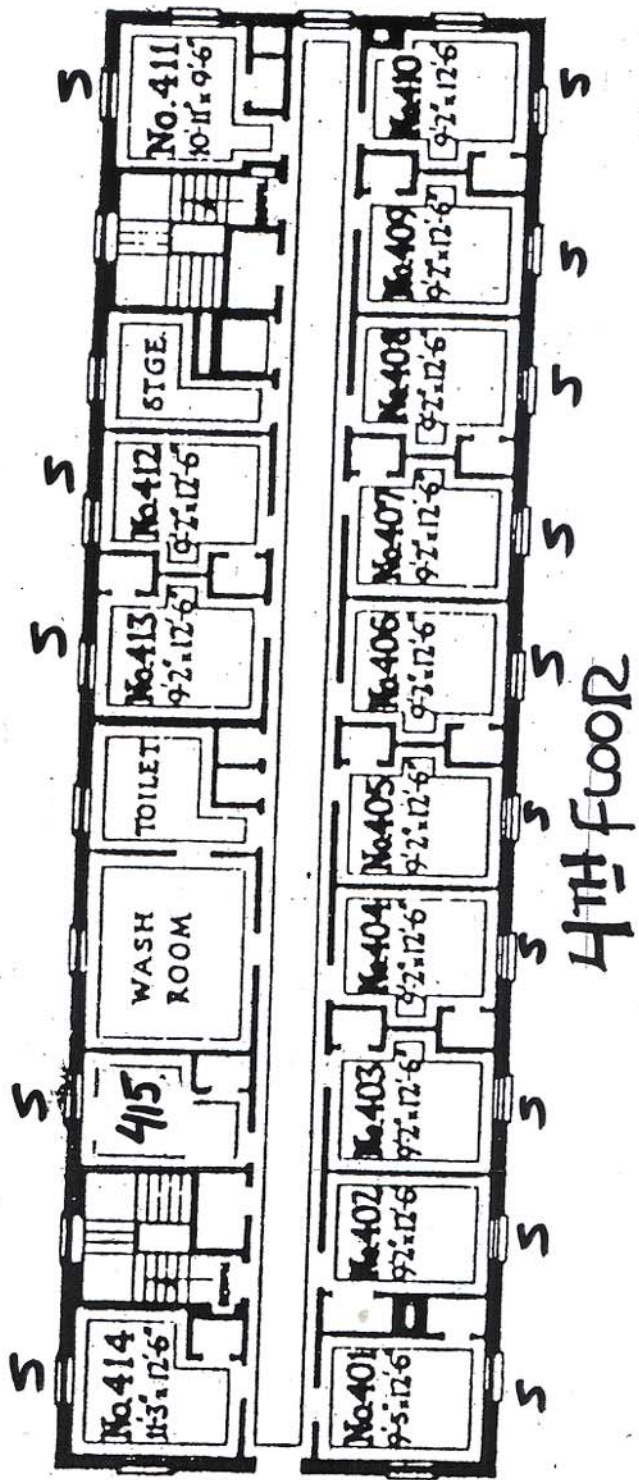 S
No. 411
10'-11" x 9'-6"
No. 410
9'-2" x 12'-6"
S
No. 409
9'-2" x 12'-6"
S
STGE.
No. 408
9'-2" x 12'-6"
S
S
No. 412
9'-2" x 12'-6"
No. 407
9'-2" x 12'-6"
S
S
No. 413
9'-2" x 12'-6"
No. 406
9'-2" x 12'-6"
S
TOILET
No. 405
9'-2" x 12'-6"
S
WASH
ROOM
No. 404
9'-2" x 12'-6"
S
S
415
No. 403
9'-2" x 12'-6"
S
No. 402
9'-2" x 12'-6"
S
S
No. 414
11'-3" x 12'-6"
No. 401
9'-5" x 12'-6"
S
4TH FLOOR